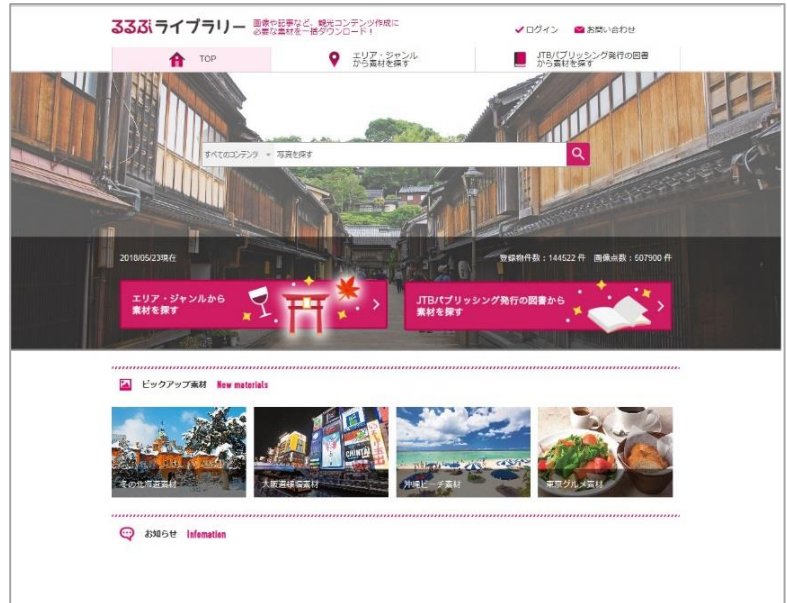 るるぶライブラリー
画像や記事など、観光コンテンツ作成に
必要な素材を一括ダウンロード！
ログイン お問い合わせ
TOP
エリア・ジャンル
から素材を探す
JTBパブリッシング発行の図書
から素材を探す
すべてのコンテンツ 写真を探す
2018/05/23現在
登録物件数：144522 件 画像点数：507900 件
エリア・ジャンルから
素材を探す
JTBパブリッシング発行の図書から
素材を探す
ピックアップ素材 New materials
冬の北海道素材
大阪道頓堀素材
沖縄ビーチ素材
東京グルメ素材
お知らせ Infomation